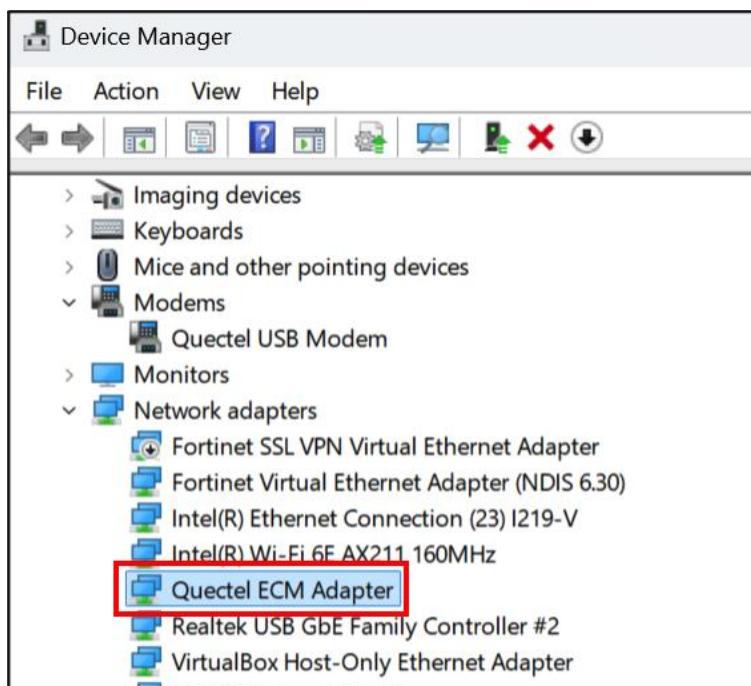 Device Manager
File Action View Help
Imaging devices
Keyboards
Mice and other pointing devices
Modems
Quectel USB Modem
Monitors
Network adapters
Fortinet SSL VPN Virtual Ethernet Adapter
Fortinet Virtual Ethernet Adapter (NDIS 6.30)
Intel(R) Ethernet Connection (23) I219-V
Intel(R) Wi-Fi 6E AX211 160MHz
Quectel ECM Adapter
Realtek USB GbE Family Controller #2
VirtualBox Host-Only Ethernet Adapter